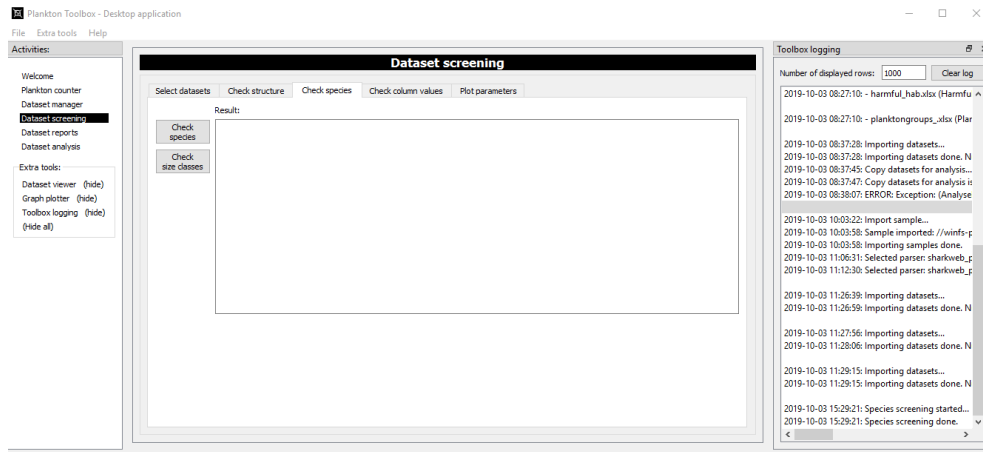 Plankton Toolbox - Desktop application
File Extra tools Help
Activities:
Welcome
Plankton counter
Dataset manager
Dataset screening
Dataset reports
Dataset analysis
Extra tools:
Dataset viewer (hide)
Graph plotter (hide)
Toolbox logging (hide)
(Hide all)
Dataset screening
Select datasets Check structure Check species Check column values Plot parameters
Result:
Check
species
Check
size classes
Toolbox logging
Number of displayed rows: 1000 Clear log
2019-10-03 08:27:10: - harmful_hab.xlsx (Harmfu
2019-10-03 08:27:10: - planktongroups_.xlsx (Plar
2019-10-03 08:37:28: Importing datasets...
2019-10-03 08:37:28: Importing datasets done. N
2019-10-03 08:37:45: Copy datasets for analysis...
2019-10-03 08:37:47: Copy datasets for analysis is
2019-10-03 08:38:07: ERROR: Exception: (Analyse
2019-10-03 10:03:22: Import sample...
2019-10-03 10:03:58: Sample imported: //winfs-p
2019-10-03 10:03:58: Importing samples done.
2019-10-03 11:06:31: Selected parser: sharkweb_p
2019-10-03 11:12:30: Selected parser: sharkweb_p
2019-10-03 11:26:39: Importing datasets...
2019-10-03 11:26:59: Importing datasets done. N
2019-10-03 11:27:56: Importing datasets...
2019-10-03 11:28:06: Importing datasets done. N
2019-10-03 11:29:15: Importing datasets...
2019-10-03 11:29:15: Importing datasets done. N
2019-10-03 15:29:21: Species screening started...
2019-10-03 15:29:21: Species screening done.